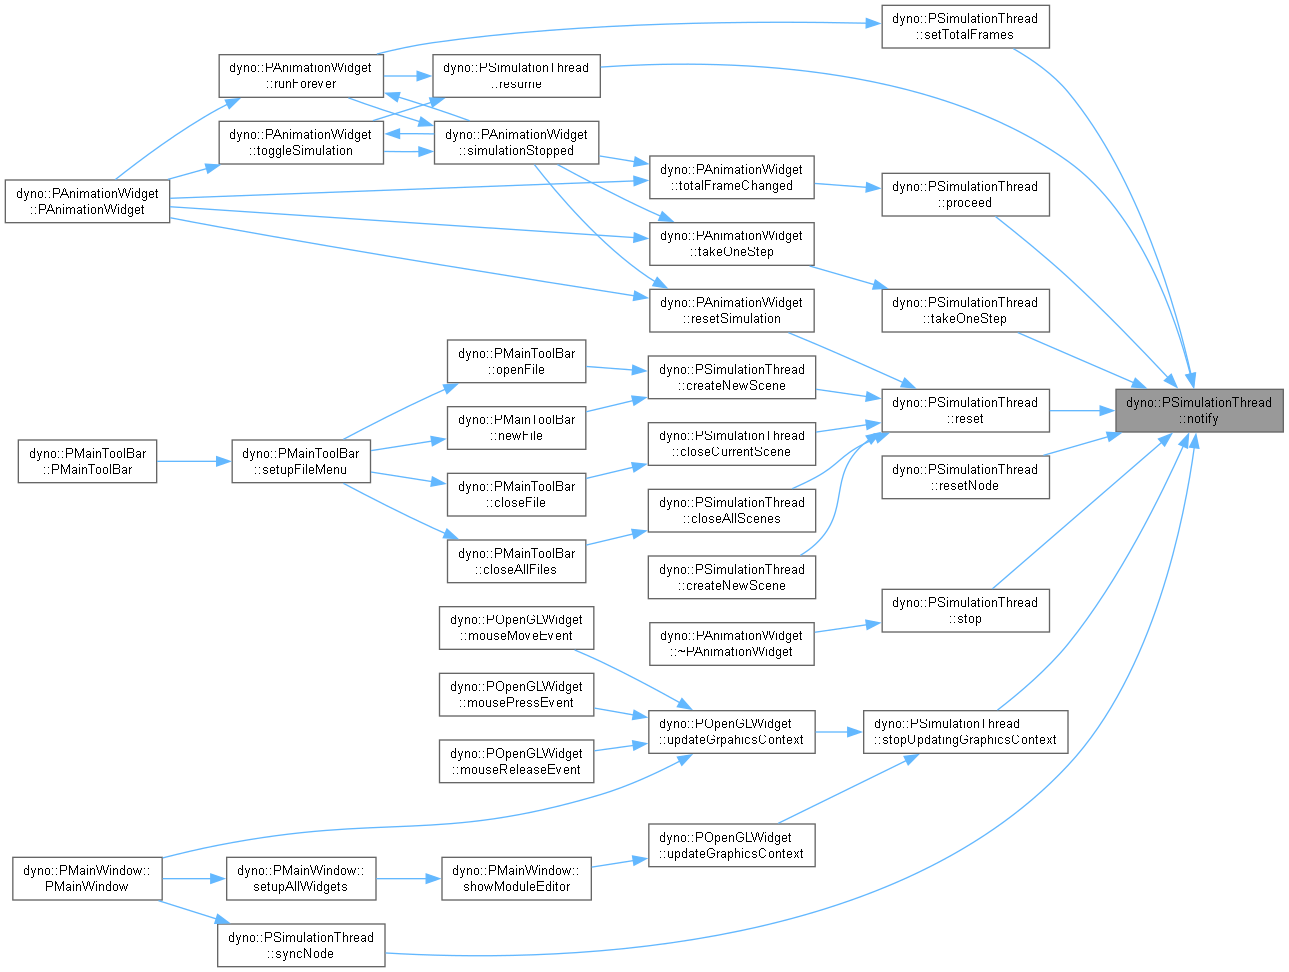 dyno::PSimulationThread
::setTotalFrames
dyno::PAnimationWidget
::runForever
dyno::PSimulationThread
::resume
dyno::PAnimationWidget
::toggleSimulation
dyno::PAnimationWidget
::simulationStopped
dyno::PAnimationWidget
::totalFrameChanged
dyno::PSimulationThread
::proceed
dyno::PAnimationWidget
::PAnimationWidget
dyno::PAnimationWidget
::takeOneStep
dyno::PAnimationWidget
::resetSimulation
dyno::PSimulationThread
::takeOneStep
dyno::PMainToolBar
::openFile
dyno::PSimulationThread
::createNewScene
dyno::PSimulationThread
::reset
dyno::PSimulationThread
::notify
dyno::PMainToolBar
::newFile
dyno::PSimulationThread
::closeCurrentScene
dyno::PMainToolBar
::PMainToolBar
dyno::PMainToolBar
::setupFileMenu
dyno::PSimulationThread
::resetNode
dyno::PMainToolBar
::closeFile
dyno::PSimulationThread
::closeAllScenes
dyno::PMainToolBar
::closeAllFiles
dyno::PSimulationThread
::createNewScene
dyno::PSimulationThread
::stop
dyno::POpenGLWidget
::mouseMoveEvent
dyno::PAnimationWidget
::~PAnimationWidget
dyno::POpenGLWidget
::mousePressEvent
dyno::POpenGLWidget
::updateGrpahicsContext
dyno::PSimulationThread
::stopUpdatingGraphicsContext
dyno::POpenGLWidget
::mouseReleaseEvent
dyno::POpenGLWidget
::updateGraphicsContext
dyno::PMainWindow::
PMainWindow
dyno::PMainWindow::
setupAllWidgets
dyno::PMainWindow::
showModuleEditor
dyno::PSimulationThread
::syncNode